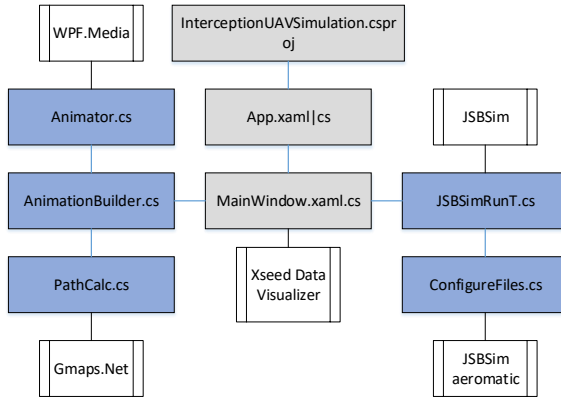 WPF.Media
InterceptionUAVSimulation.cspr
oj
Animator.cs
App.xaml|cs
JSBSim
AnimationBuilder.cs
MainWindow.xaml.cs
JSBSimRunT.cs
PathCalc.cs
Xseed Data
Visualizer
ConfigureFiles.cs
Gmaps.Net
JSBSim
aeromatic